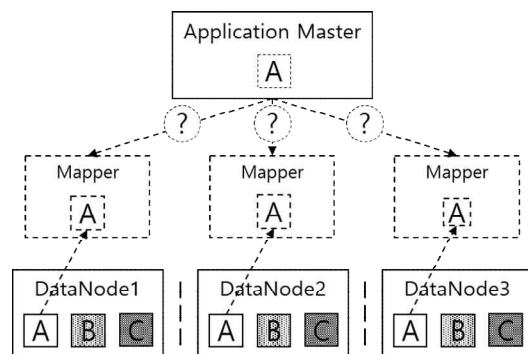 Application Master
A
? ? ?
Mapper Mapper Mapper
A A A
DataNode1 DataNode2 DataNode3
A B C A B C A B C